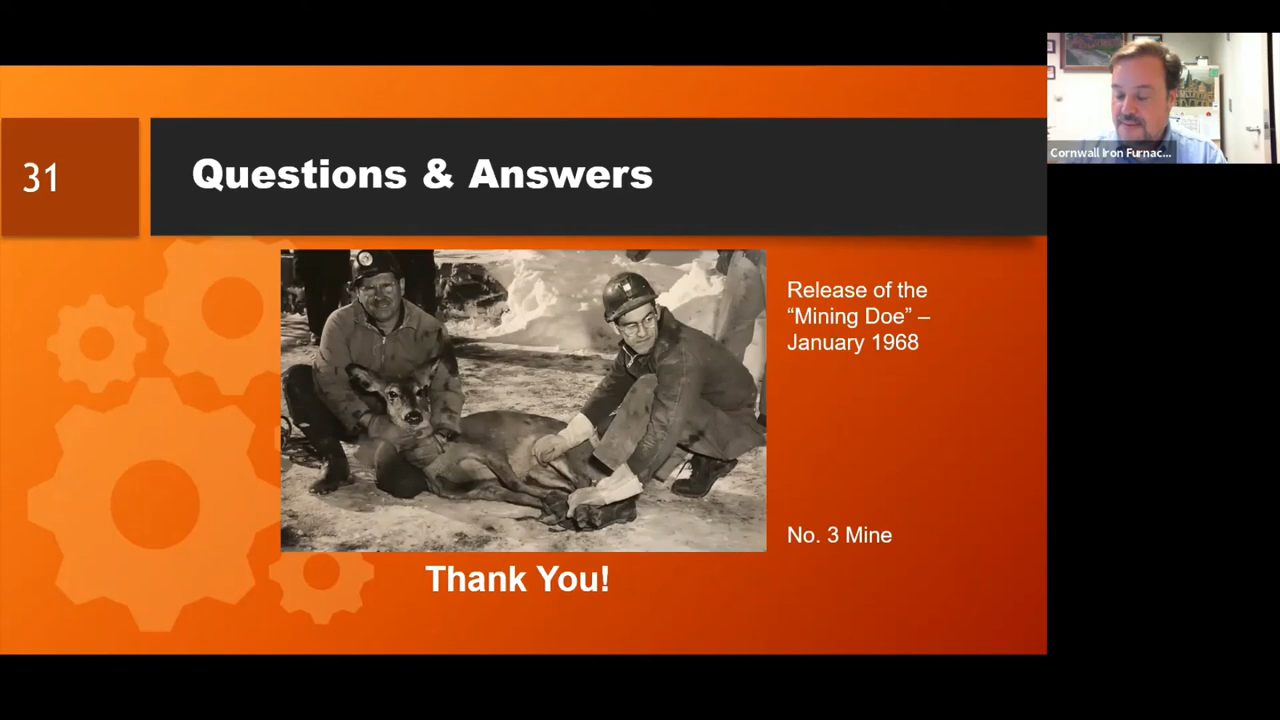 31
Questions & Answers
Release of the
“Mining Doe” –
January 1968
No. 3 Mine
Thank You!
Cornwall Iron Furnac...